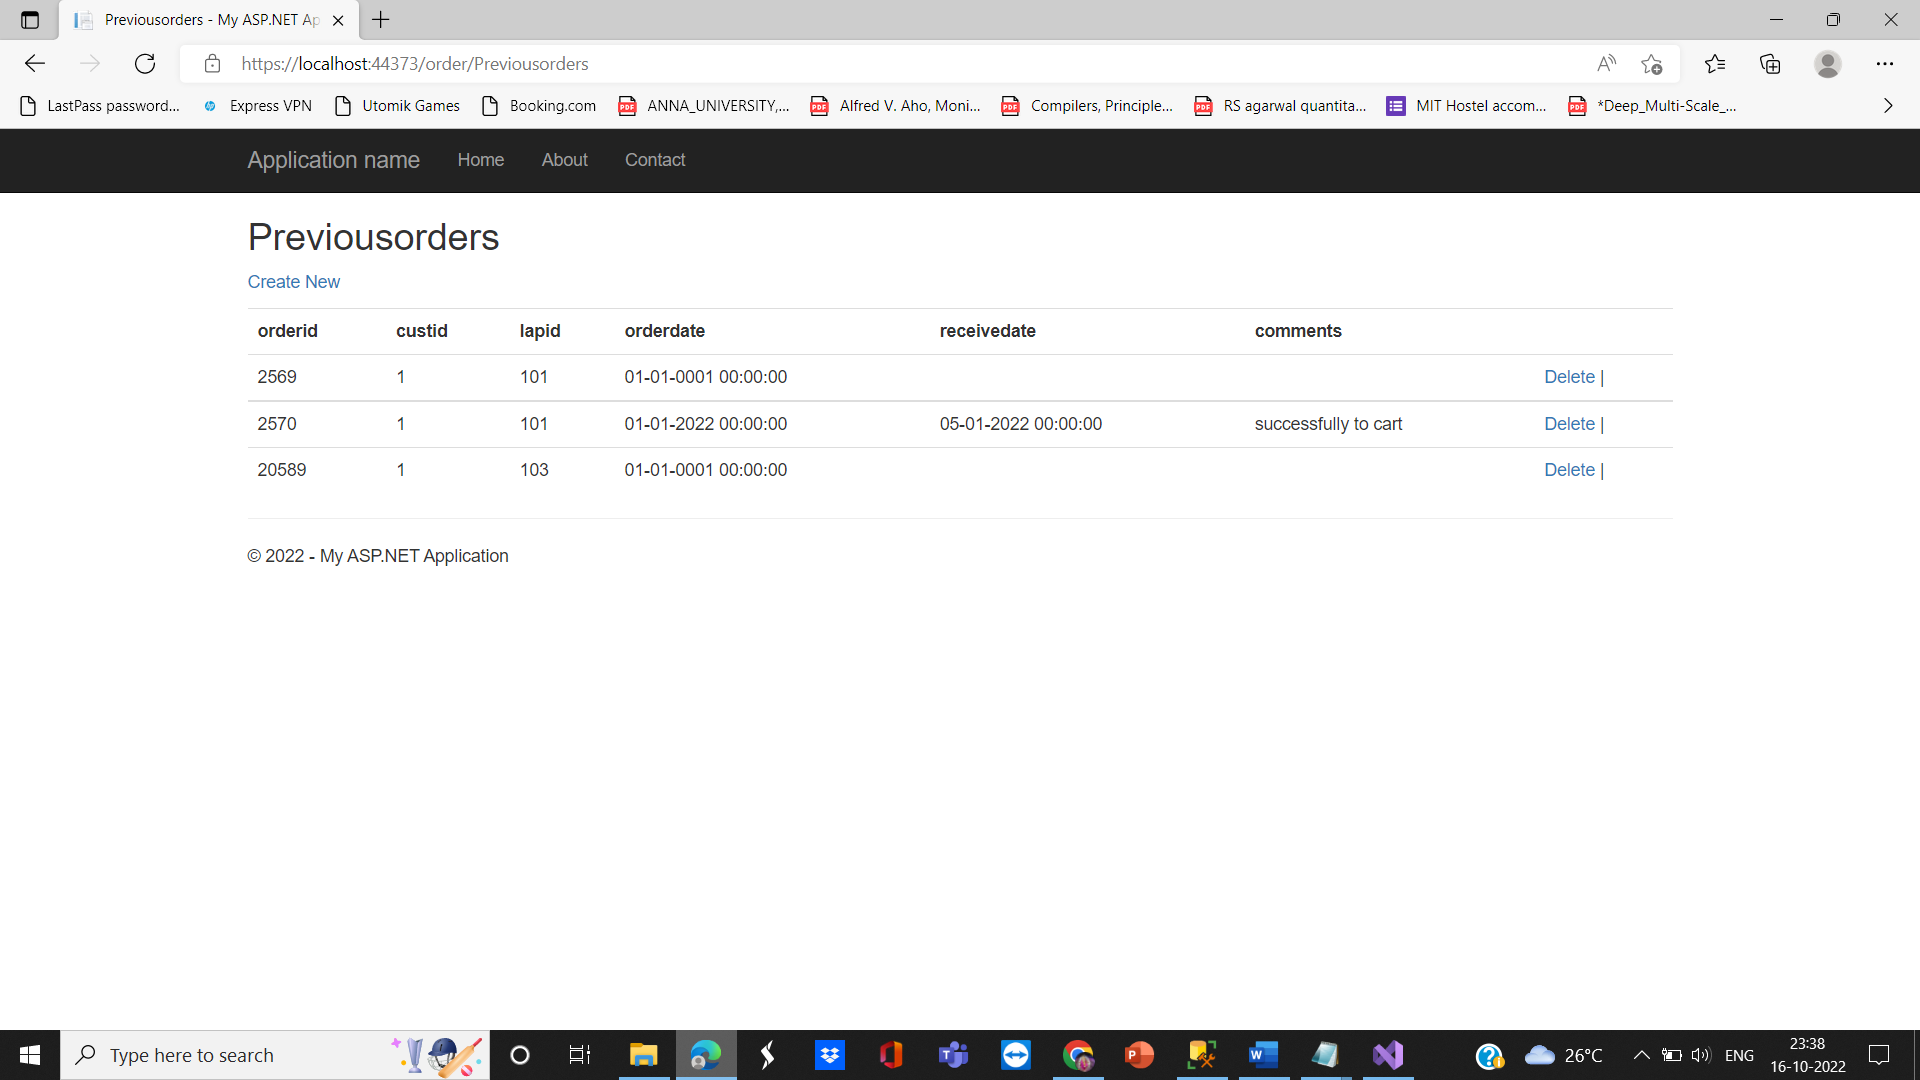 Previousorders - My ASP.NET Ap
https://localhost:44373/order/Previousorders
LastPass password... Express VPN Utomik Games Booking.com ANNA_UNIVERSITY,... Alfred V. Aho, Moni... Compilers, Principle... RS agarwal quantita... MIT Hostel accom... *Deep_Multi-Scale_...
Application name Home About Contact
Previousorders
Create New
orderid custid lapid orderdate receivedate comments
2569 1 101 01-01-0001 00:00:00 Delete |
2570 1 101 01-01-2022 00:00:00 05-01-2022 00:00:00 successfully to cart Delete |
20589 1 103 01-01-0001 00:00:00 Delete |
© 2022 - My ASP.NET Application
Type here to search 26°C ENG 23:38
16-10-2022